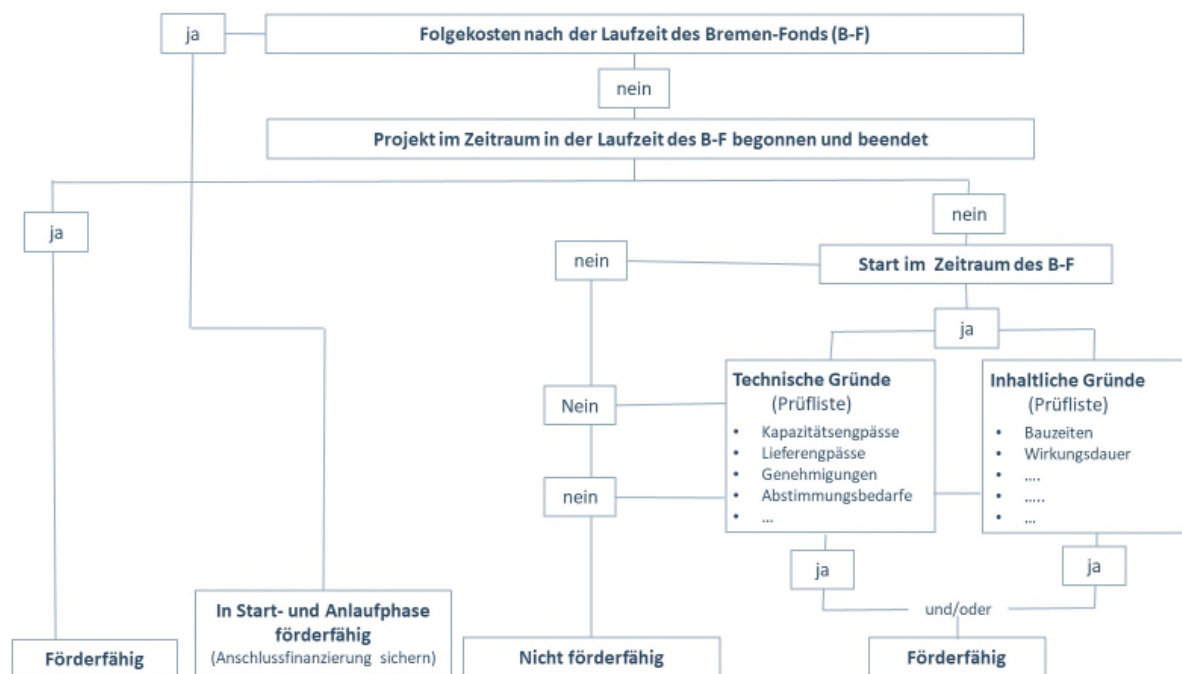 ja
Folgekosten nach der Laufzeit des Bremen-Fonds (B-F)
nein
Projekt im Zeitraum in der Laufzeit des B-F begonnen und beendet
ja
nein
nein
Start im Zeitraum des B-F
ja
Technische Gründe
(Prüfliste)
• Kapazitätsengpässe
• Lieferengpässe
• Genehmigungen
• Abstimmungsbedarfe
• ...
Inhaltliche Gründe
(Prüfliste)
• Bauzeiten
• Wirkungsdauer
• ....
• .....
• ...
Nein
nein
ja
ja
und/oder
Förderfähig
In Start- und Anlaufphase
förderfähig
(Anschlussfinanzierung sichern)
Nicht förderfähig
Förderfähig